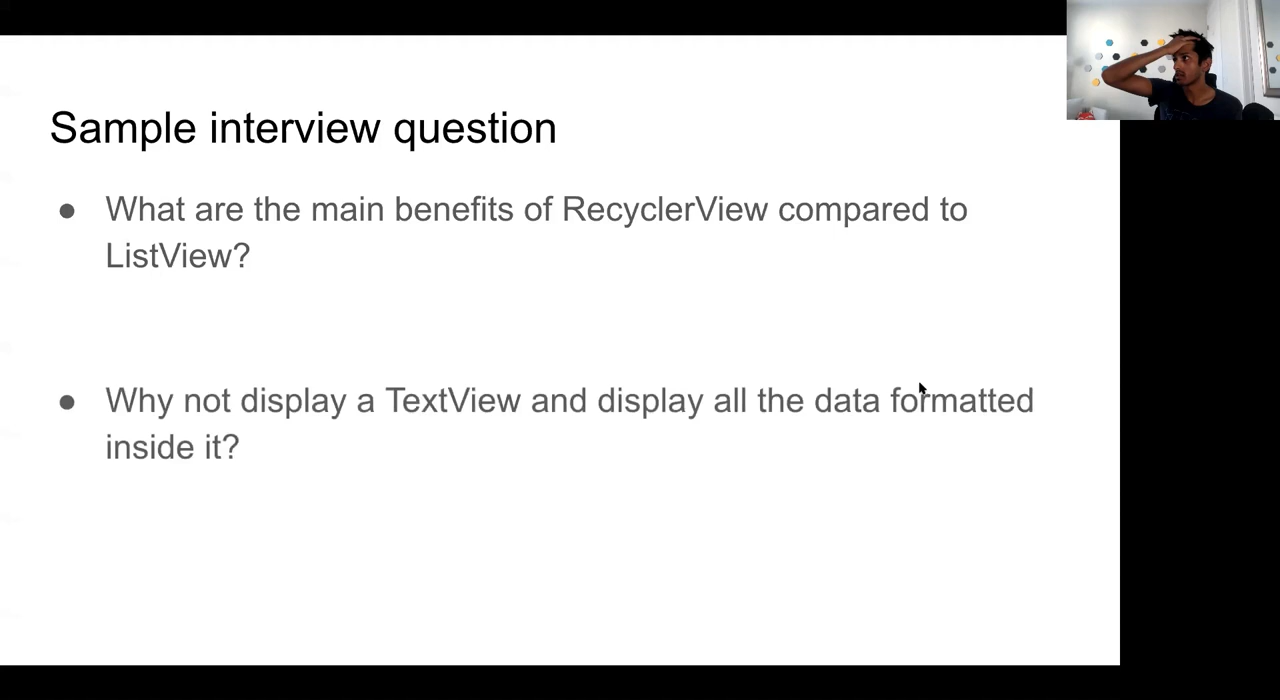 Sample interview question
● What are the main benefits of RecyclerView compared to
ListView?
● Why not display a TextView and display all the data formatted
inside it?